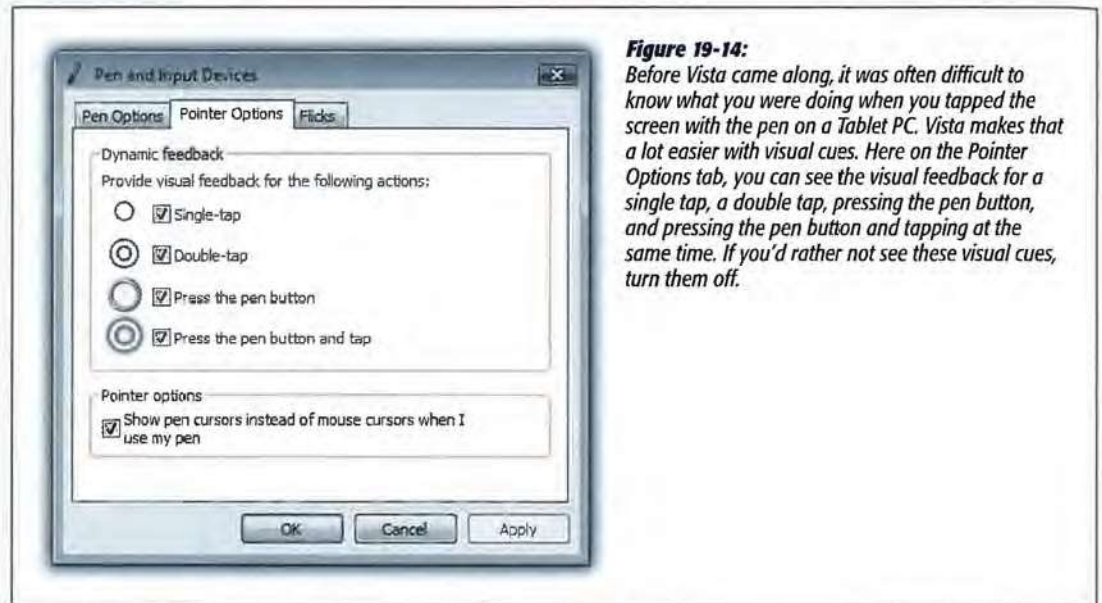 Pen and Input Devices
Pen Options Pointer Options Flicks
Dynamic feedback
Provide visual feedback for the following actions:
Single-tap
Double-tap
Press the pen button
Press the pen button and tap
Pointer options
Show pen cursors instead of mouse cursors when I
use my pen
OK Cancel Apply
Figure 19-14:
Before Vista came along, it was often difficult to
know what you were doing when you tapped the
screen with the pen on a Tablet PC. Vista makes that
a lot easier with visual cues. Here on the Pointer
Options tab, you can see the visual feedback for a
single tap, a double tap, pressing the pen button,
and pressing the pen button and tapping at the
same time. If you'd rather not see these visual cues,
turn them off.